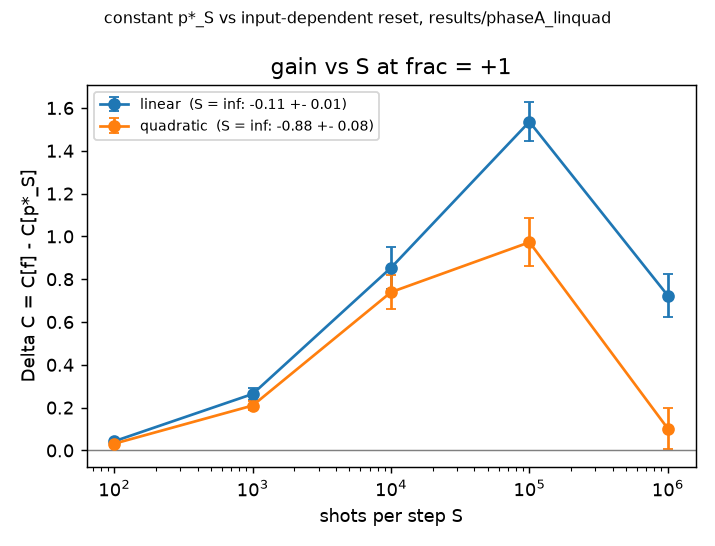 constant p*_S vs input-dependent reset, results/phaseA_linquad
gain vs S at frac = +1
linear  (S = inf: -0.11 +- 0.01)
quadratic  (S = inf: -0.88 +- 0.08)
Delta C = C[f] - C[p*_S]
1.6
1.4
1.2
1.0
0.8
0.6
0.4
0.2
0.0
10²
10³
10⁴
10⁵
10⁶
shots per step S